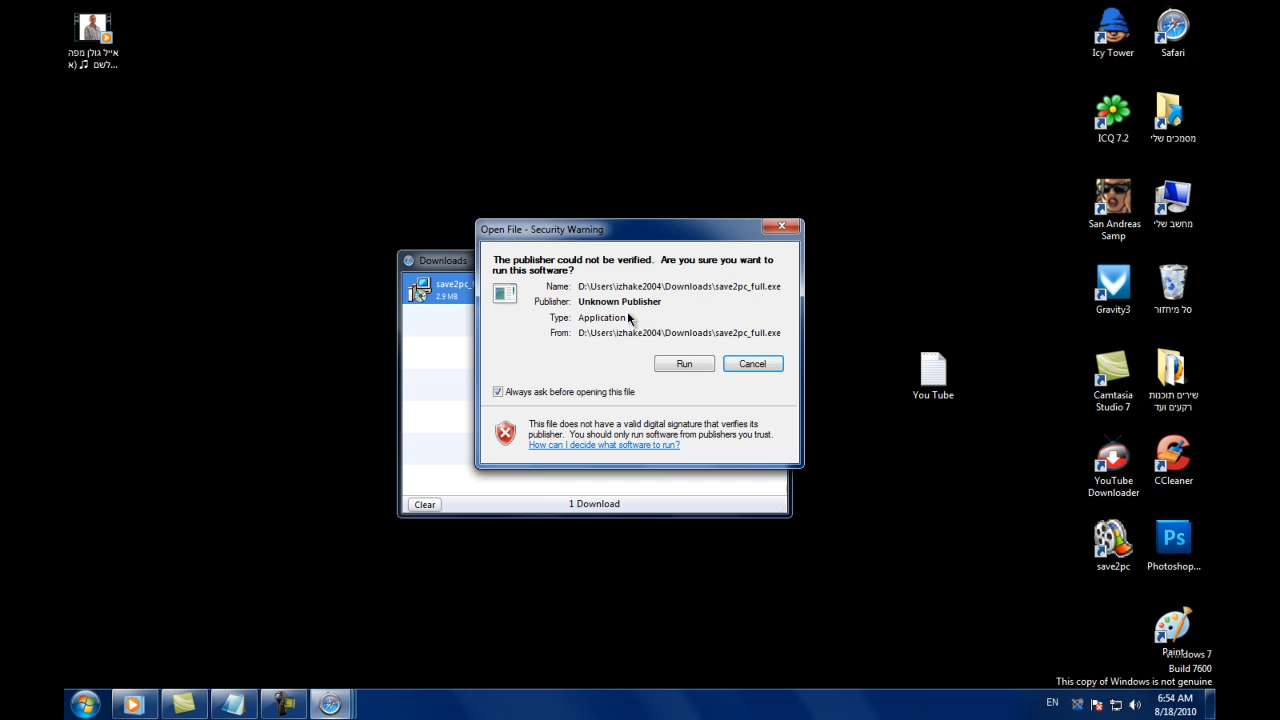 אייל גולן מפה
לשם ♫ (א...
Icy Tower
Safari
ICQ 7.2
מסמכים שלי
San Andreas
Samp
מחשב שלי
Gravity3
סל מיחזור
You Tube
Camtasia
Studio 7
שירים תוכנות
רקעים ועד
YouTube
Downloader
CCleaner
save2pc
Ps
Photoshop...
Paint
Downloads
save2pc_f
2.9 MB
Clear
1 Download
Open File - Security Warning
The publisher could not be verified. Are you sure you want to
run this software?
Name: D:\Users\izhake2004\Downloads\save2pc_full.exe
Publisher: Unknown Publisher
Type: Application
From: D:\Users\izhake2004\Downloads\save2pc_full.exe
Run
Cancel
Always ask before opening this file
This file does not have a valid digital signature that verifies its
publisher. You should only run software from publishers you trust.
How can I decide what software to run?
Windows 7
Build 7600
This copy of Windows is not genuine
EN
6:54 AM
8/18/2010